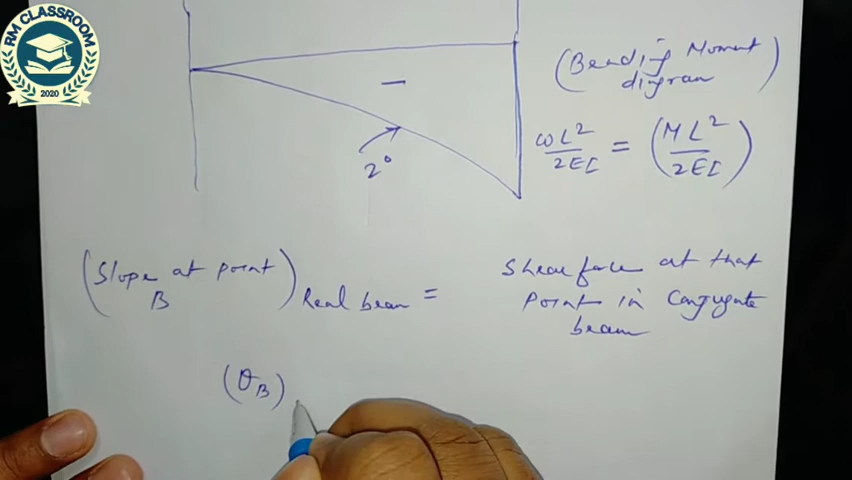 RM CLASSROOM
2020
(Bending Moment
diagram)
ωL²/2EI = (ML²/2EI)
2°
(Slope at point
B) Real beam =
Shear force at that
point in Conjugate
beam
(θB)